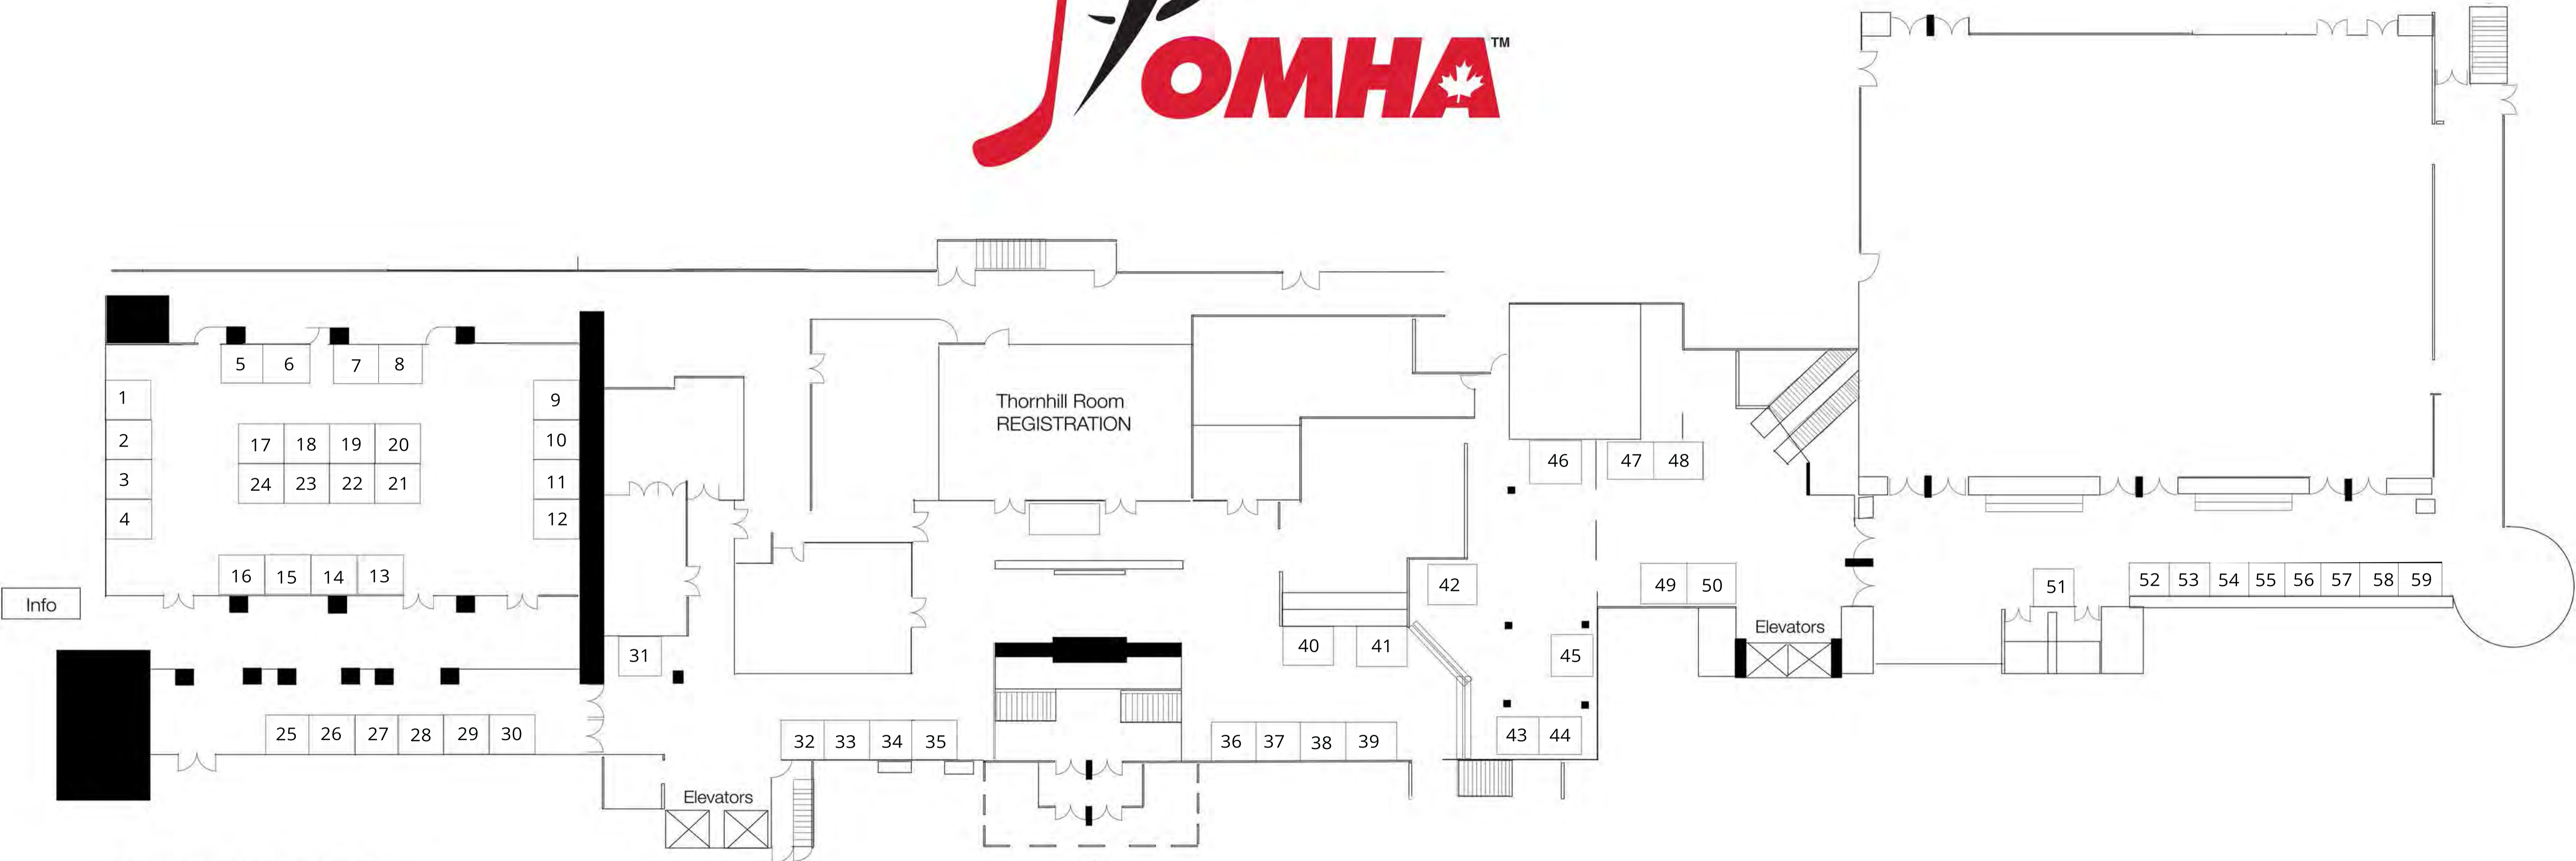 OMHA™
5 6 7 8
1
9
Thornhill Room
REGISTRATION
2
17 18 19 20
10
46 47 48
3
24 23 22 21
11
4
12
16 15 14 13
42
49 50
51
52 53 54 55 56 57 58 59
Info
Elevators
31
40 41
45
25 26 27 28 29 30
32 33 34 35
36 37 38 39
43 44
Elevators